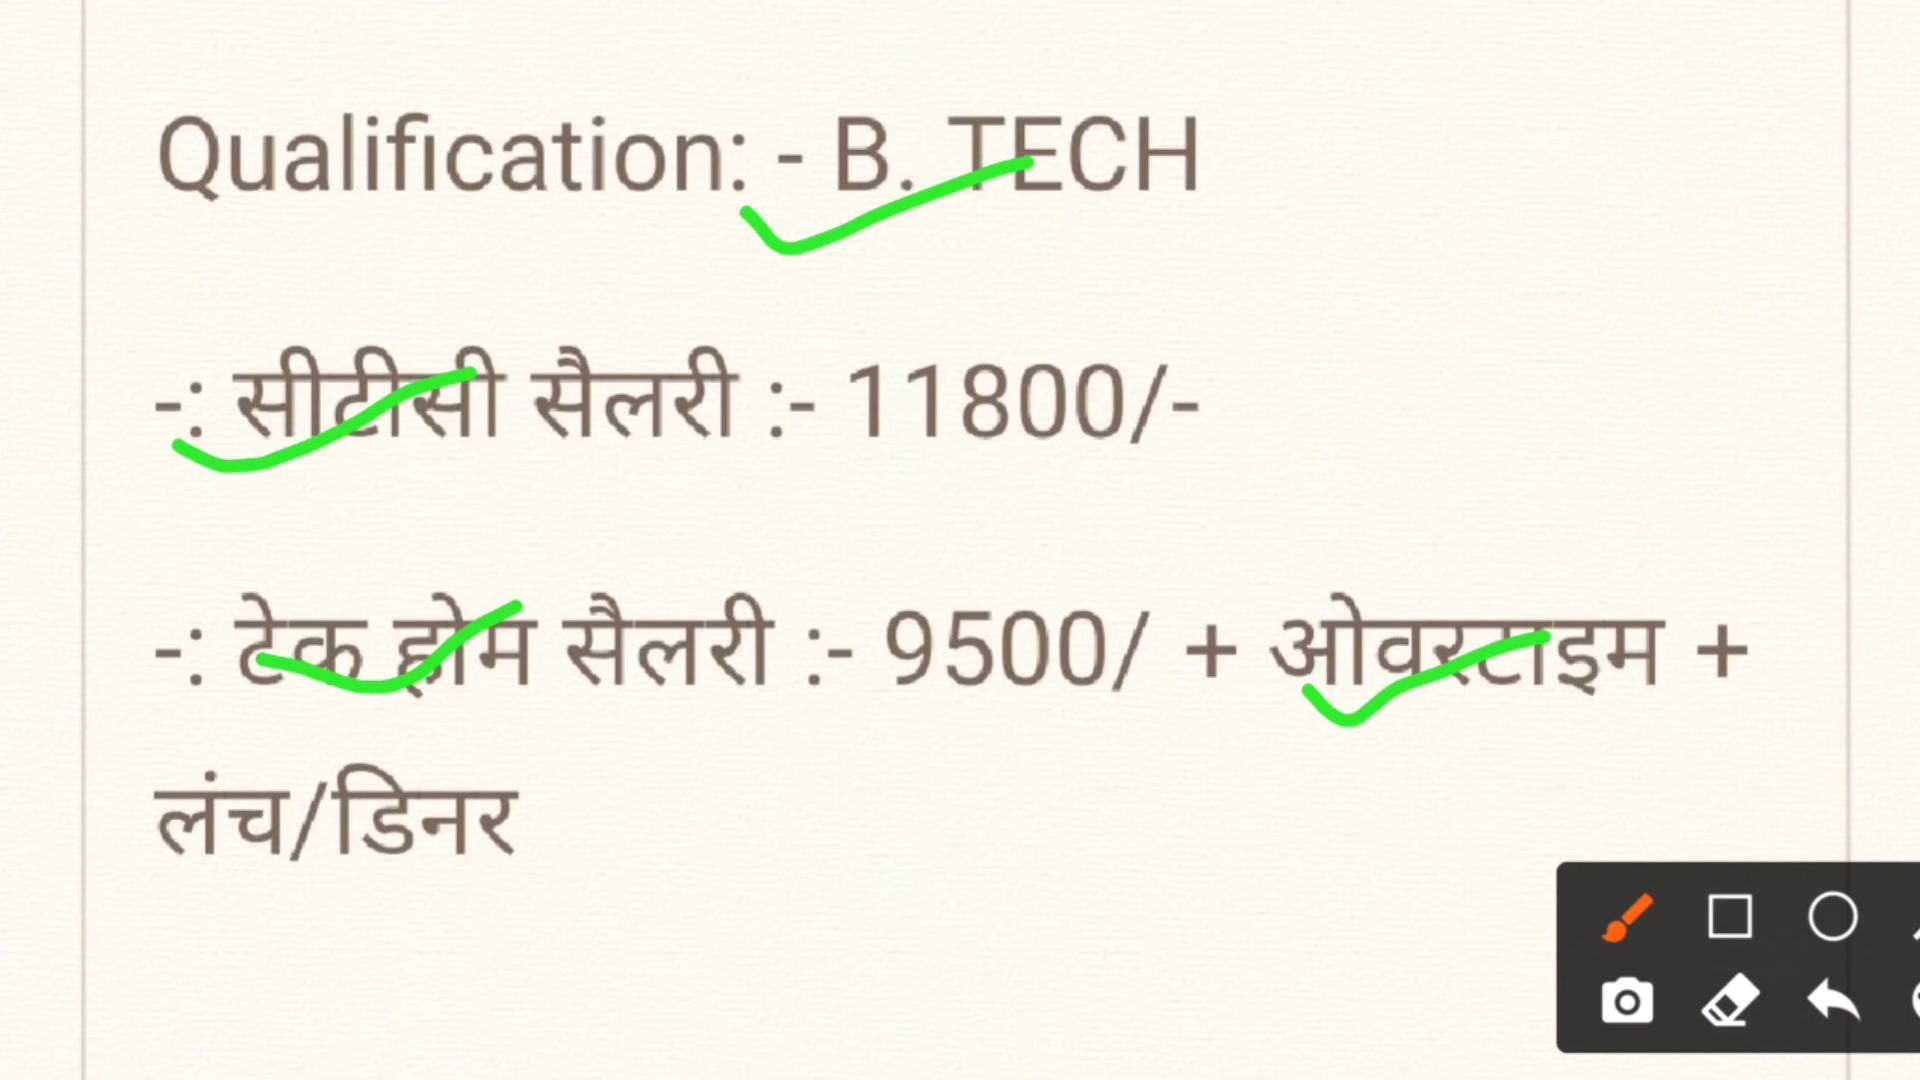 Qualification: - B. TECH
-: सीटीसी सैलरी :- 11800/-
-: टेक होम सैलरी :- 9500/ + ओवरटाइम +
लंच/डिनर